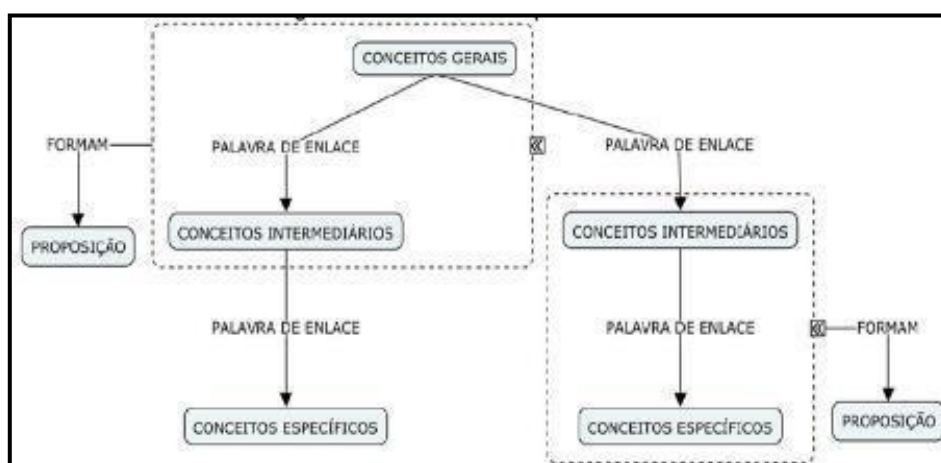 CONCEITOS GERAIS
FORMAM
PALAVRA DE ENLACE
PALAVRA DE ENLACE
PROPOSIÇÃO
CONCEITOS INTERMEDIÁRIOS
CONCEITOS INTERMEDIÁRIOS
PALAVRA DE ENLACE
PALAVRA DE ENLACE
FORMAM
CONCEITOS ESPECÍFICOS
CONCEITOS ESPECÍFICOS
PROPOSIÇÃO